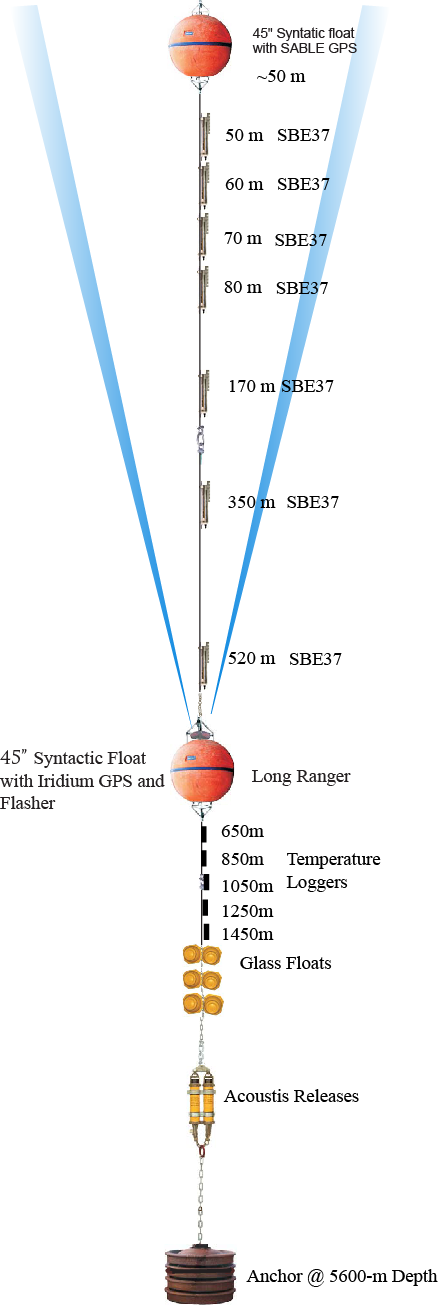 45" Syntatic float
with SABLE GPS
~50 m
50 m SBE37
60 m SBE37
70 m SBE37
80 m SBE37
170 m SBE37
350 m SBE37
520 m SBE37
45” Syntactic Float
with Iridium GPS and
Flasher
Long Ranger
650m
850m
1050m
1250m
1450m
Temperature
Loggers
Glass Floats
Acoustis Releases
Anchor @ 5600-m Depth